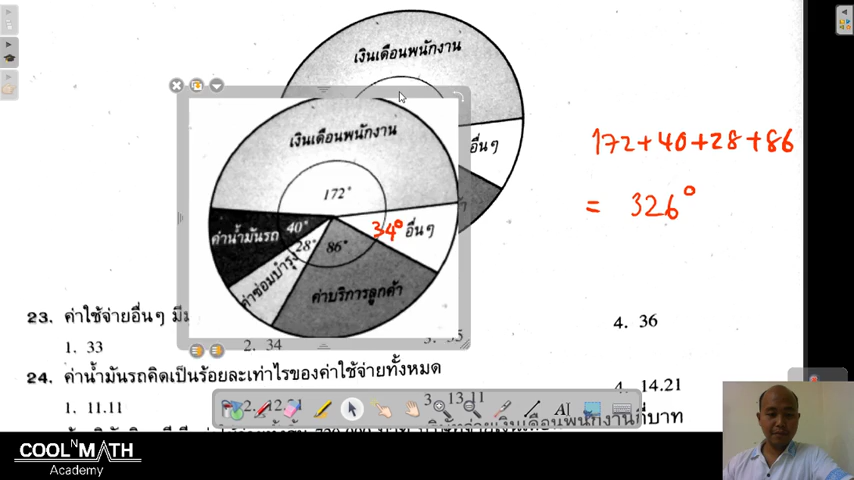 เงินเดือนพนักงาน
อื่นๆ
เงินเดือนพนักงาน
172°
40°
ค่าน้ำมันรถ
28°
ค่าซ่อมบำรุง
86°
34°
อื่นๆ
ค่าบริการลูกค้า
172+40+28+86
= 326°
23. ค่าใช้จ่ายอื่นๆ
1. 33
2. 34
4. 36
24. ค่าน้ำมันรถคิดเป็นร้อยละเท่าไรของค่าใช้จ่ายทั้งหมด
1. 11.11
3. 13.11
4. 14.21
COOL'N'MATH
Academy